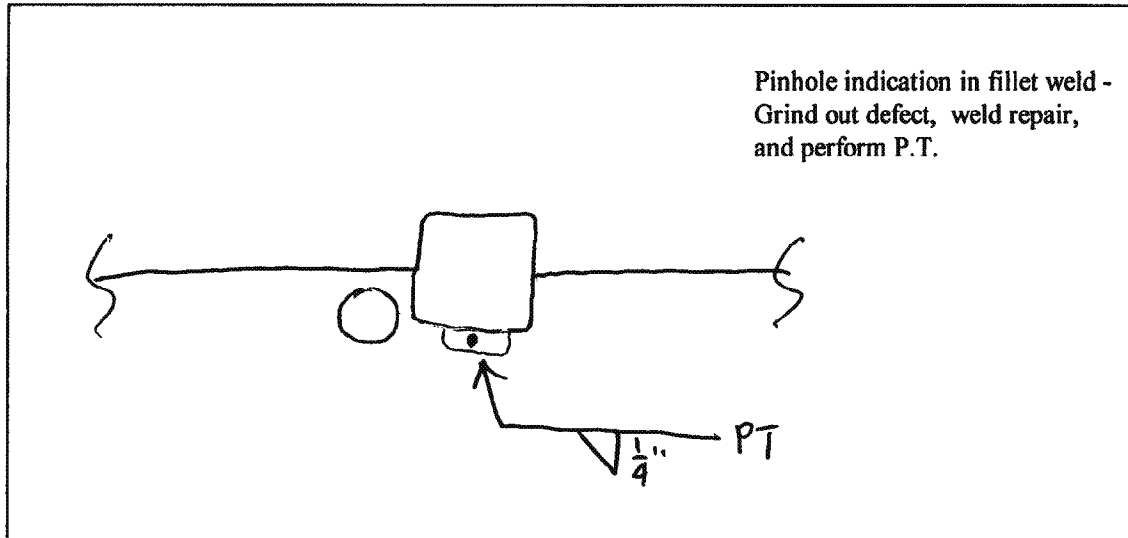 Pinhole indication in fillet weld -
Grind out defect, weld repair,
and perform P.T.
PT
1/4"